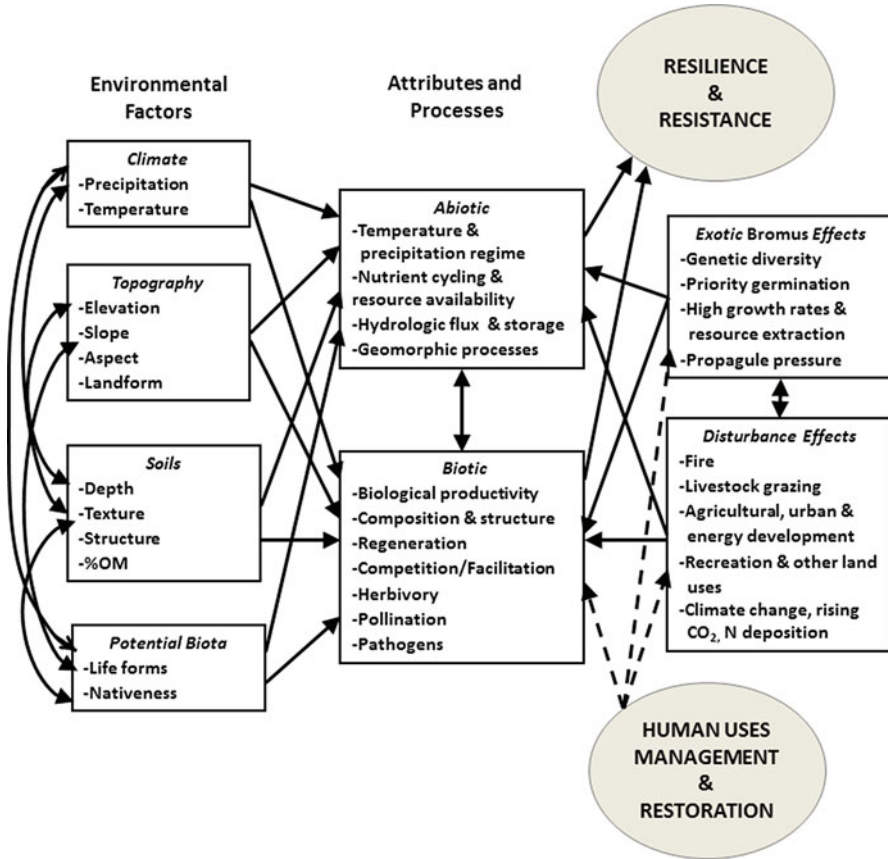 Environmental
Factors
Attributes and
Processes
RESILIENCE
&
RESISTANCE
Climate
-Precipitation
-Temperature
Topography
-Elevation
-Slope
-Aspect
-Landform
Soils
-Depth
-Texture
-Structure
-%OM
Potential Biota
-Life forms
-Nativeness
Abiotic
-Temperature &
precipitation regime
-Nutrient cycling &
resource availability
-Hydrologic flux & storage
-Geomorphic processes
Biotic
-Biological productivity
-Composition & structure
-Regeneration
-Competition/Facilitation
-Herbivory
-Pollination
-Pathogens
Exotic Bromus Effects
-Genetic diversity
-Priority germination
-High growth rates &
resource extraction
-Propagule pressure
Disturbance Effects
-Fire
-Livestock grazing
-Agricultural, urban &
energy development
-Recreation & other land
uses
-Climate change, rising
CO2, N deposition
HUMAN USES
MANAGEMENT
&
RESTORATION